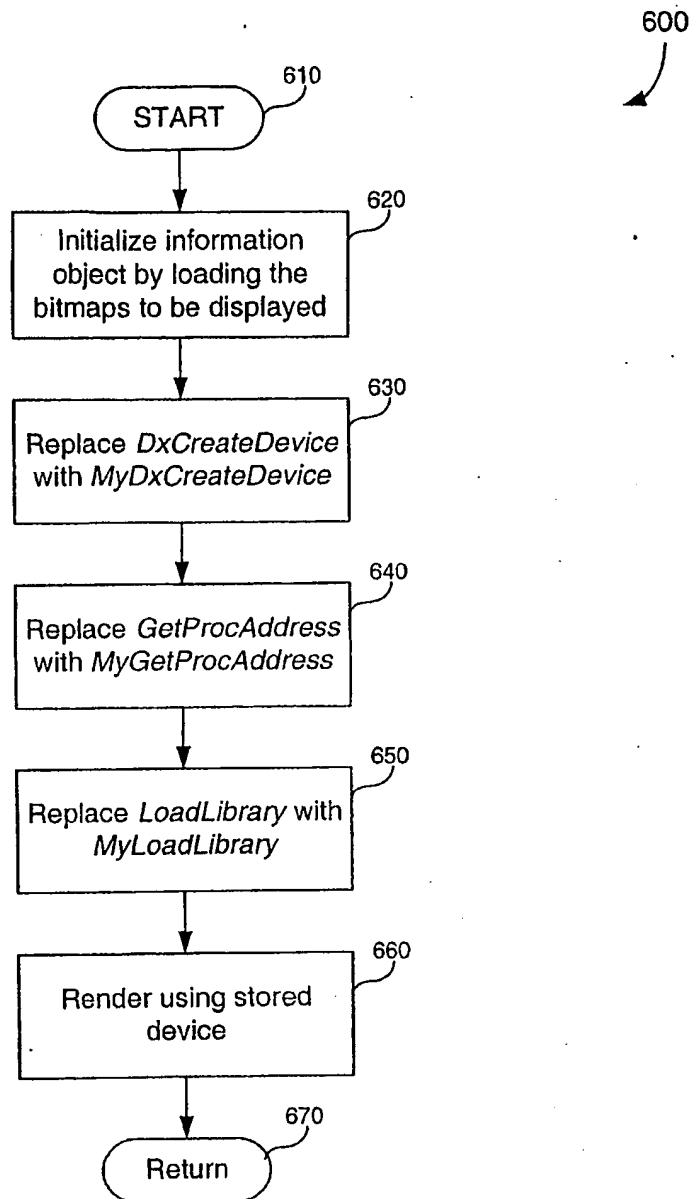 600
610
START
620
Initialize information
object by loading the
bitmaps to be displayed
630
Replace DxCreateDevice
with MyDxCreateDevice
640
Replace GetProcAddress
with MyGetProcAddress
650
Replace LoadLibrary with
MyLoadLibrary
660
Render using stored
device
670
Return